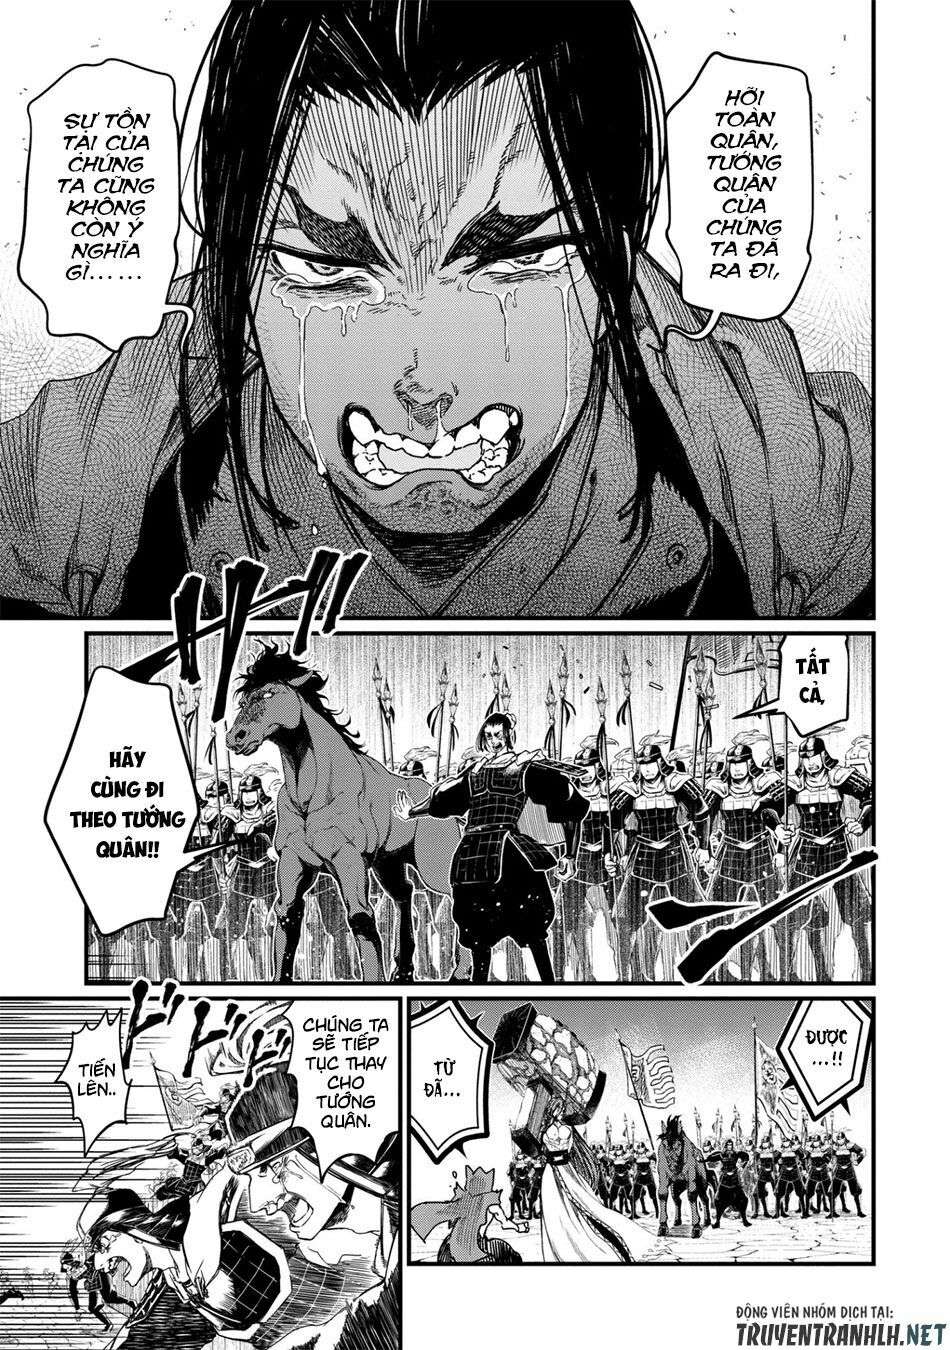 HỠI
TOÀN
QUÂN,
TƯỚNG
QUÂN
CỦA
CHÚNG
TA ĐÃ
RA ĐI,
SỰ TỒN
TẠI CỦA
CHÚNG
TA CŨNG
KHÔNG
CÒN Ý
NGHĨA
GÌ......
TẤT
CẢ,
HÃY
CÙNG ĐI
THEO TƯỚNG
QUÂN!!
ĐƯỢC
...!!
TỪ
ĐÃ...
CHÚNG TA
SẼ TIẾP
TỤC THAY
CHO
TƯỚNG
QUÂN.
TIẾN
LÊN..
ĐỘNG VIÊN NHÓM DỊCH TẠI:
TRUYENTRANHLH.NET